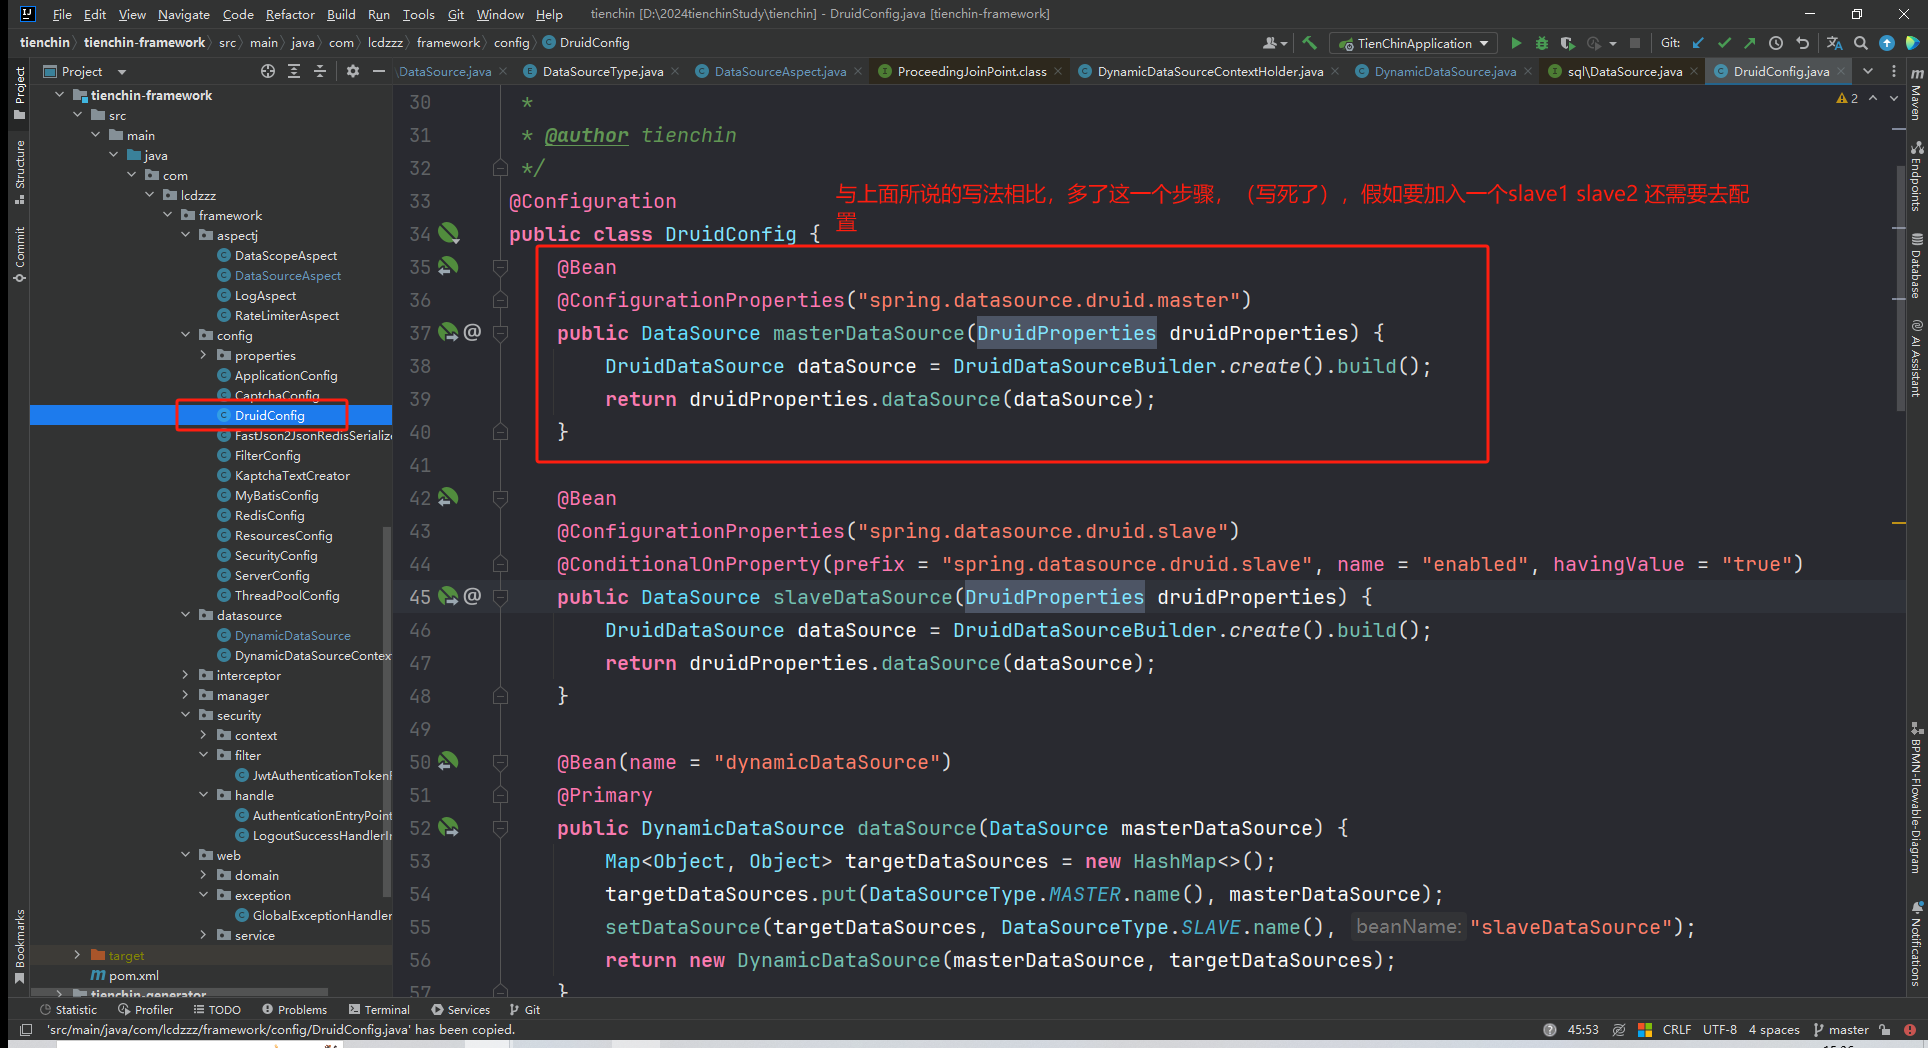 File Edit View Navigate Code Refactor Build Run Tools Git Window Help tienchin [D:\2024tienchinStudy\tienchin] - DruidConfig.java [tienchin-framework]
tienchin tienchin-framework src main java com lcdzzz framework config DruidConfig TienChinApplication Git:
Project \DataSource.java DataSourceType.java DataSourceAspect.java ProceedingJoinPoint.class DynamicDataSourceContextHolder.java DynamicDataSource.java sql\DataSource.java DruidConfig.java
Project
Structure
Commit
Bookmarks
tienchin-framework
src
main
java
com
lcdzzz
framework
aspectj
DataScopeAspect
DataSourceAspect
LogAspect
RateLimiterAspect
config
properties
ApplicationConfig
CaptchaConfig
DruidConfig
FastJson2JsonRedisSerialize
FilterConfig
KaptchaTextCreator
MyBatisConfig
RedisConfig
ResourcesConfig
SecurityConfig
ServerConfig
ThreadPoolConfig
datasource
DynamicDataSource
DynamicDataSourceContex
interceptor
manager
security
context
filter
JwtAuthenticationTokenF
handle
AuthenticationEntryPoint
LogoutSuccessHandlerIr
web
domain
exception
GlobalExceptionHandler
service
target
pom.xml
tienchin-generator
2
30 *
31 * @author tienchin
32 */
33 @Configuration
与上面所说的写法相比，多了这一个步骤，（写死了），假如要加入一个slave1 slave2 还需要去配
置
34 public class DruidConfig {
35 @Bean
36 @ConfigurationProperties("spring.datasource.druid.master")
37 @ public DataSource masterDataSource(DruidProperties druidProperties) {
38 DruidDataSource dataSource = DruidDataSourceBuilder.create().build();
39 return druidProperties.dataSource(dataSource);
40 }
41
42 @Bean
43 @ConfigurationProperties("spring.datasource.druid.slave")
44 @ConditionalOnProperty(prefix = "spring.datasource.druid.slave", name = "enabled", havingValue = "true")
45 @ public DataSource slaveDataSource(DruidProperties druidProperties) {
46 DruidDataSource dataSource = DruidDataSourceBuilder.create().build();
47 return druidProperties.dataSource(dataSource);
48 }
49
50 @Bean(name = "dynamicDataSource")
51 @Primary
52 public DynamicDataSource dataSource(DataSource masterDataSource) {
53 Map<Object, Object> targetDataSources = new HashMap<>();
54 targetDataSources.put(DataSourceType.MASTER.name(), masterDataSource);
55 setDataSource(targetDataSources, DataSourceType.SLAVE.name(), beanName: "slaveDataSource");
56 return new DynamicDataSource(masterDataSource, targetDataSources);
57 }
Maven
Endpoints
Database
AI Assistant
BPMN-Flowable-Diagram
Notifications
Statistic Profiler TODO Problems Terminal Services Git
'src/main/java/com/lcdzzz/framework/config/DruidConfig.java' has been copied. 45:53 CRLF UTF-8 4 spaces master